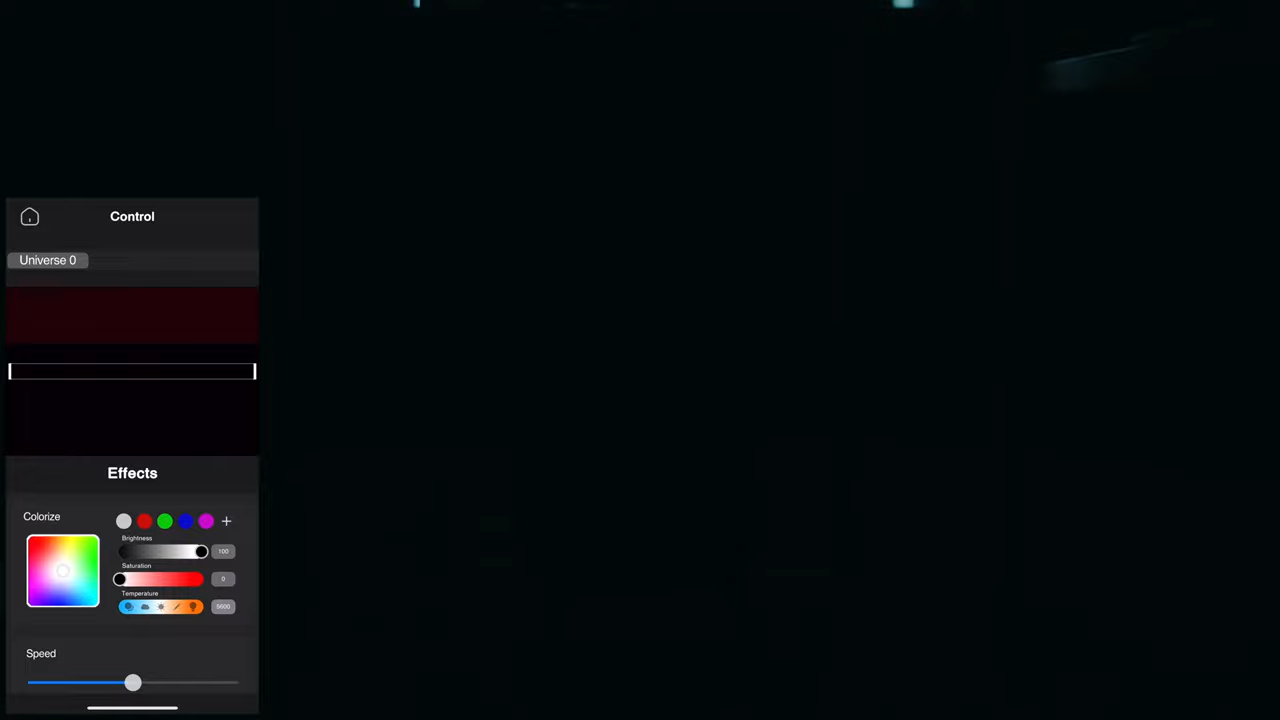 Control
Universe 0
Effects
Colorize
Brightness
100
Saturation
0
Temperature
5600
Speed